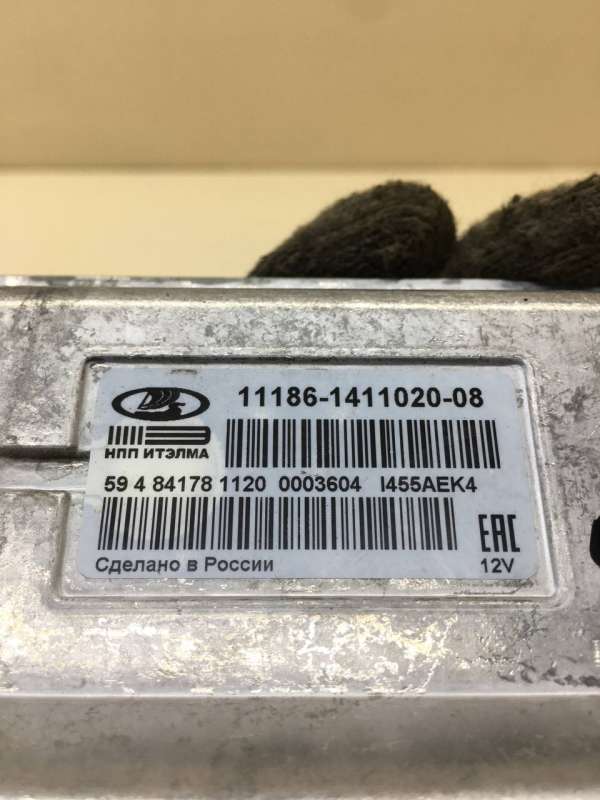 11186-1411020-08
НПП ИТЭЛМА
59 4 84178 1120 0003604 I455AEK4
EAC
Сделано в России
12V